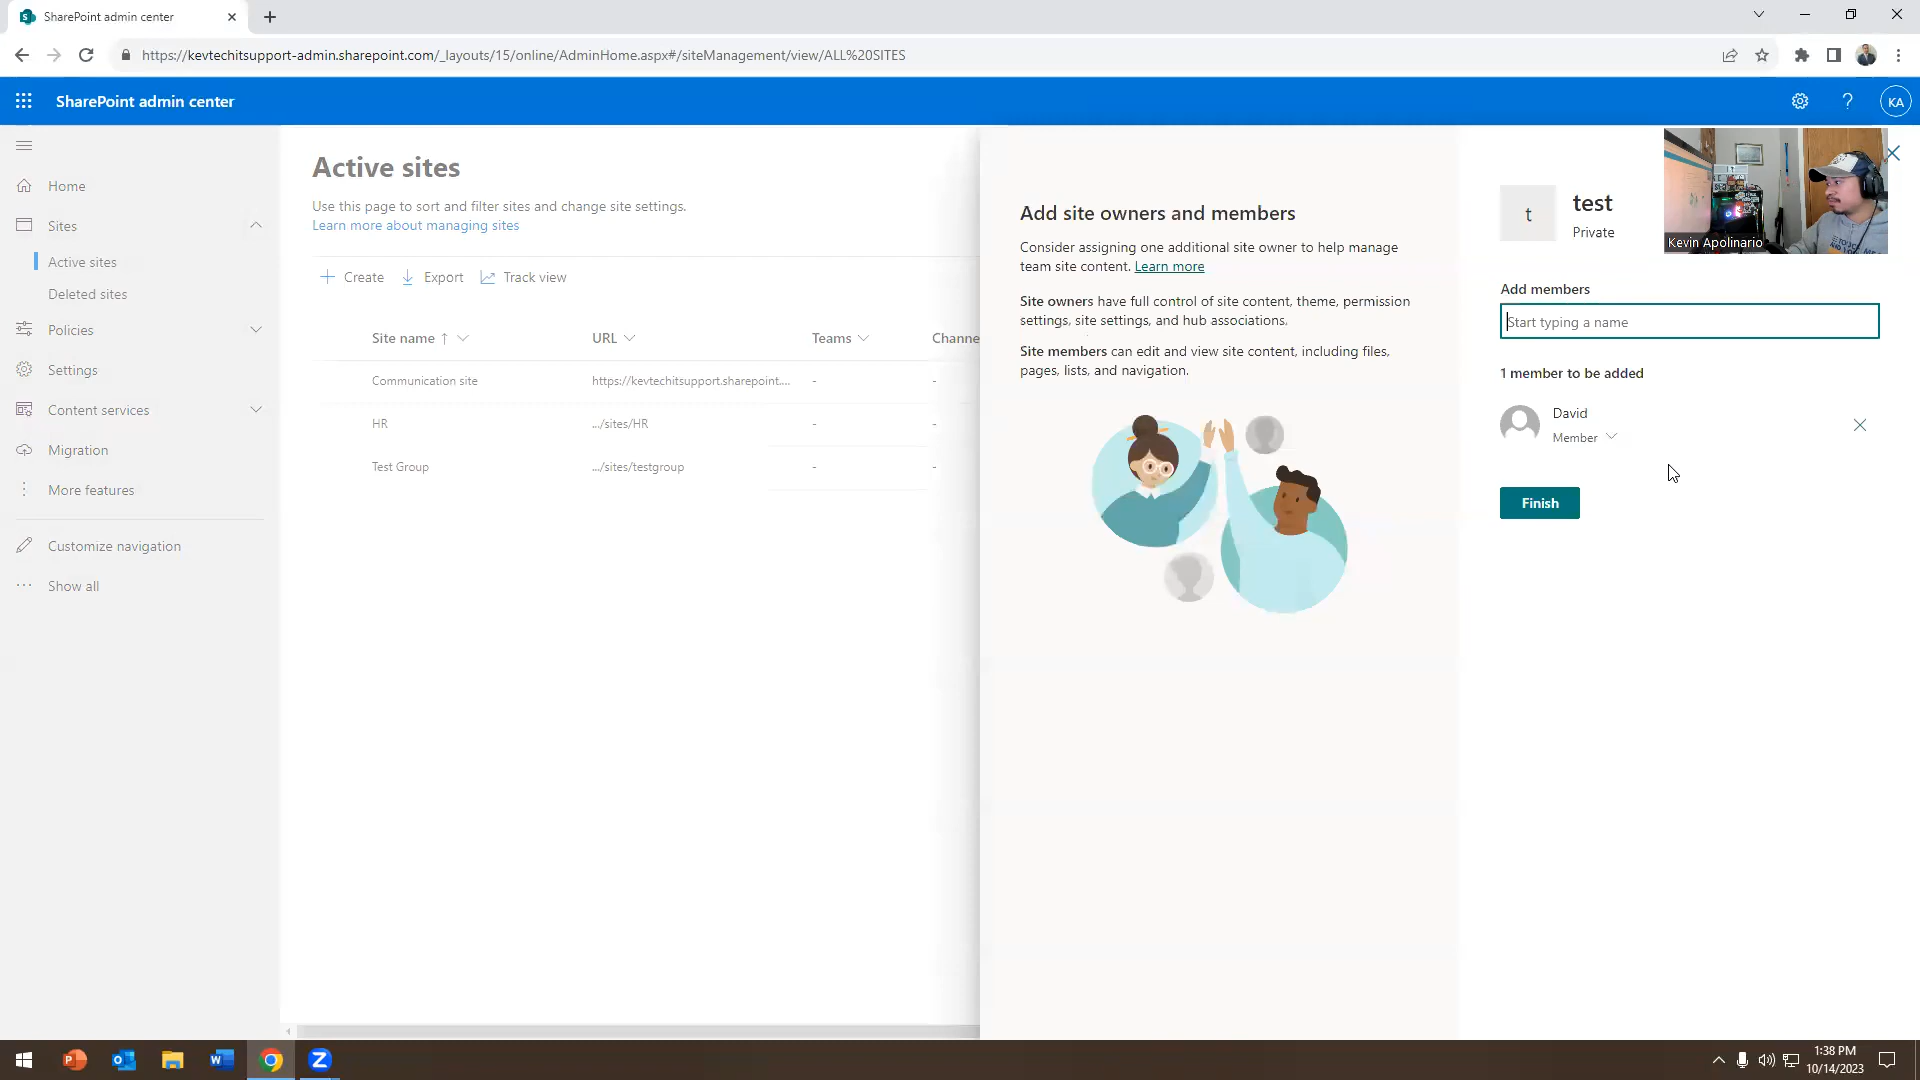 SharePoint admin center
https://kevtechitsupport-admin.sharepoint.com/_layouts/15/online/AdminHome.aspx#/siteManagement/view/ALL%20SITES
SharePoint admin center
KA
Home
Sites
Active sites
Deleted sites
Policies
Settings
Content services
Migration
More features
Customize navigation
Show all
Active sites
Use this page to sort and filter sites and change site settings.
Learn more about managing sites
Create
Export
Track view
Site name ↑
URL
Teams
Channe
Communication site
https://kevtechitsupport.sharepoint....
-
-
HR
.../sites/HR
-
-
Test Group
.../sites/testgroup
-
-
Add site owners and members
Consider assigning one additional site owner to help manage
team site content. Learn more
Site owners have full control of site content, theme, permission
settings, site settings, and hub associations.
Site members can edit and view site content, including files,
pages, lists, and navigation.
t
test
Private
Kevin Apolinario
Add members
Start typing a name
1 member to be added
David
Member
Finish
1:38 PM
10/14/2023